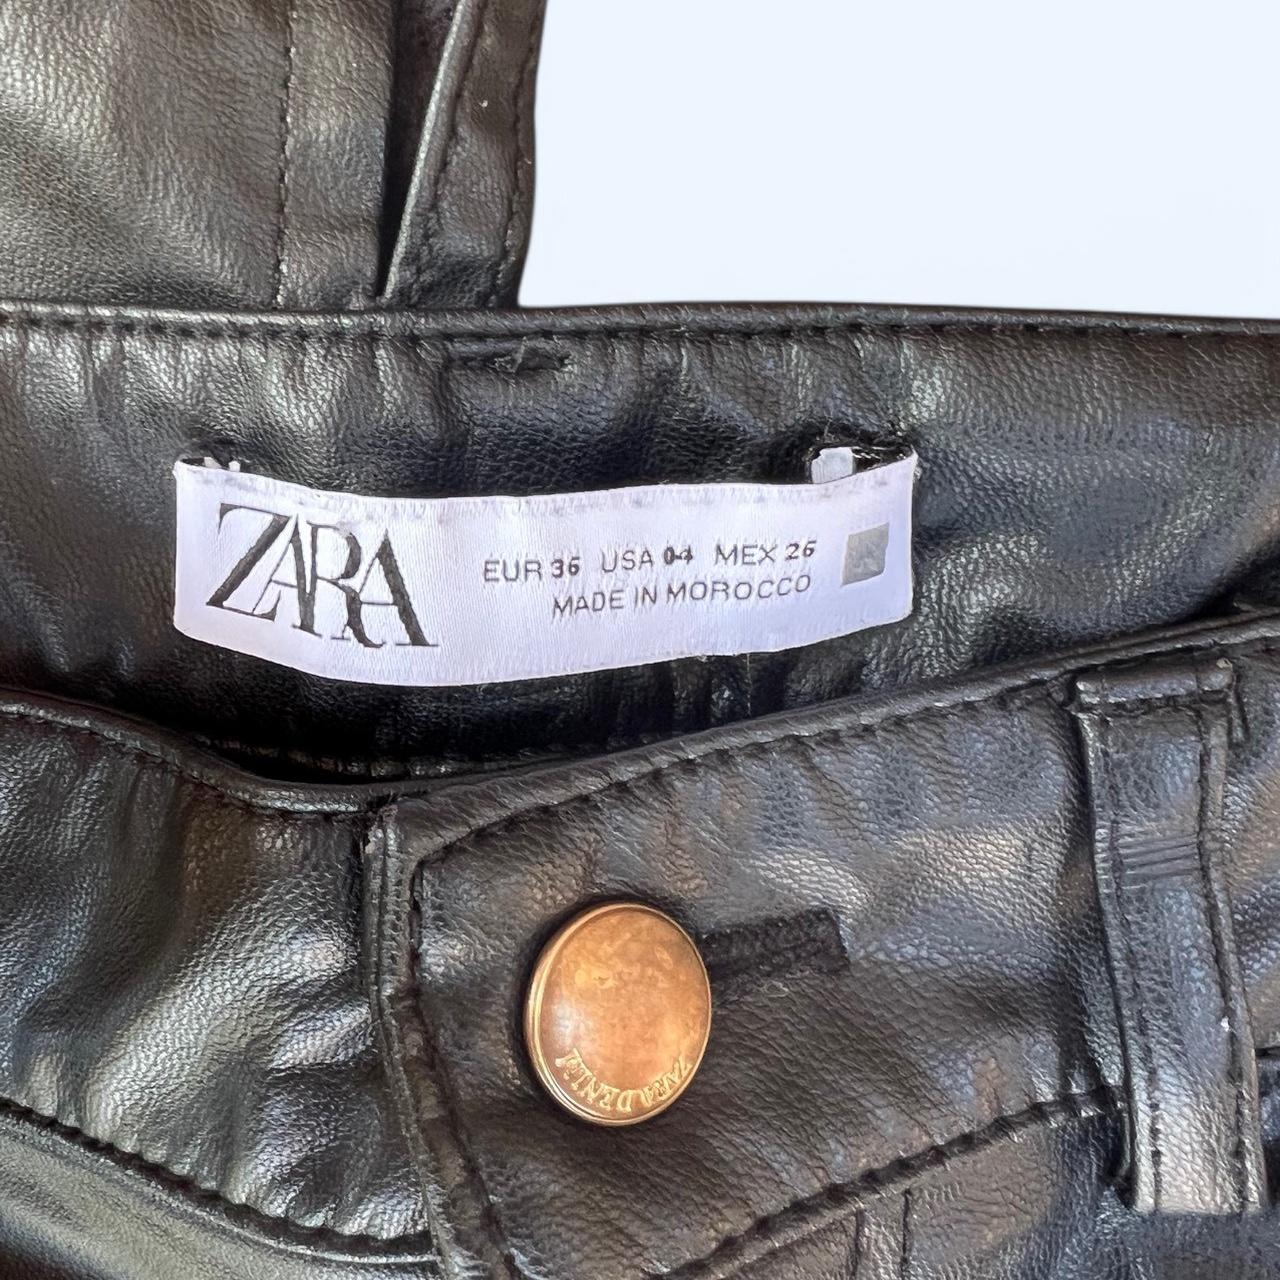 ZARA
EUR 36 USA 04 MEX 26
MADE IN MOROCCO
ZARA DENIM